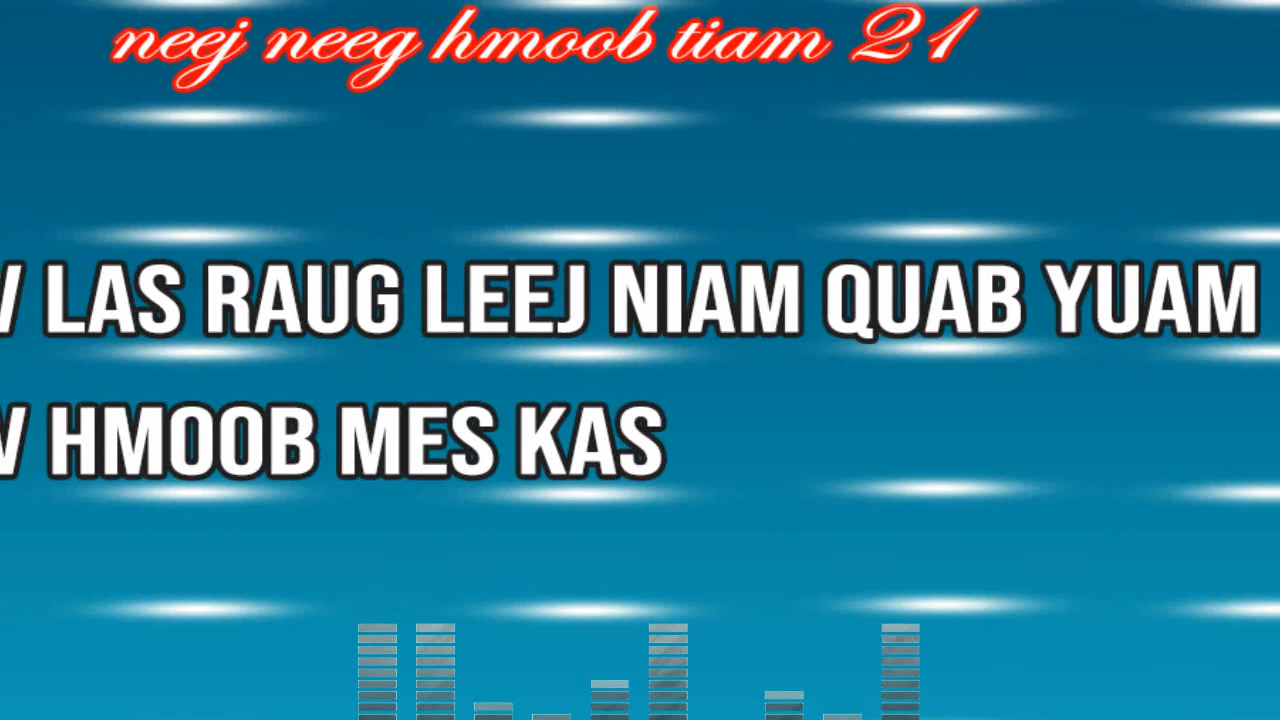 neej neeg hmoob tiam 21
LAS RAUG LEEJ NIAM QUAB YUAM
HMOOB MES KAS